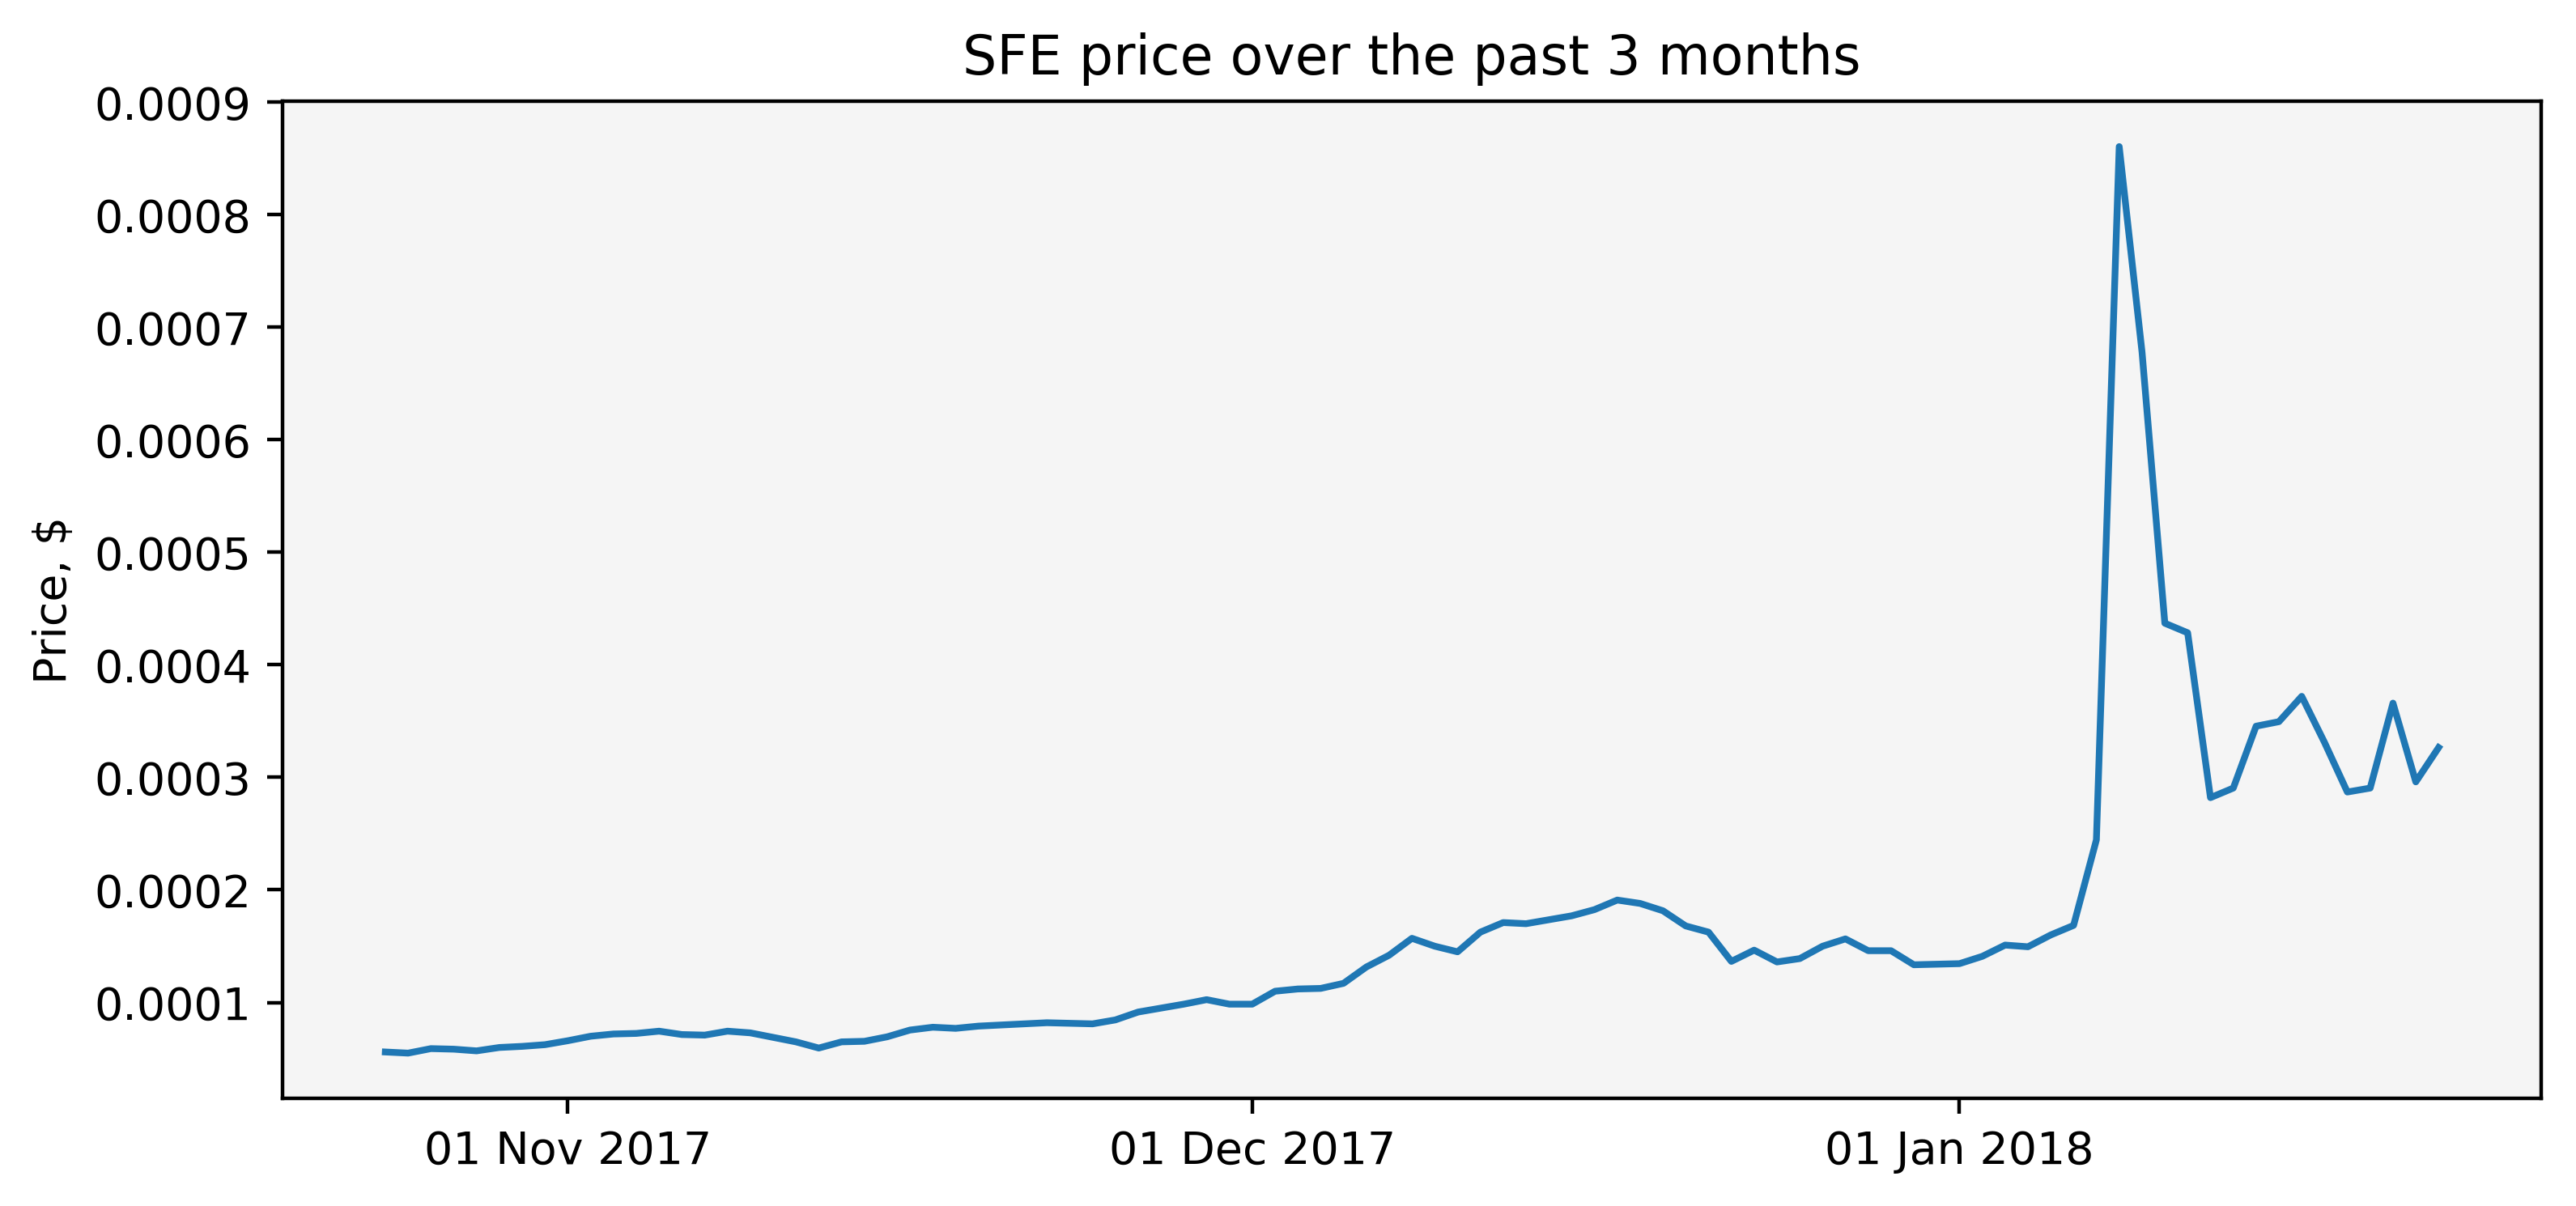 SFE price over the past 3 months
0.0009
0.0008
0.0007
0.0006
0.0005
0.0004
0.0003
0.0002
0.0001
Price, $
01 Nov 2017
01 Dec 2017
01 Jan 2018